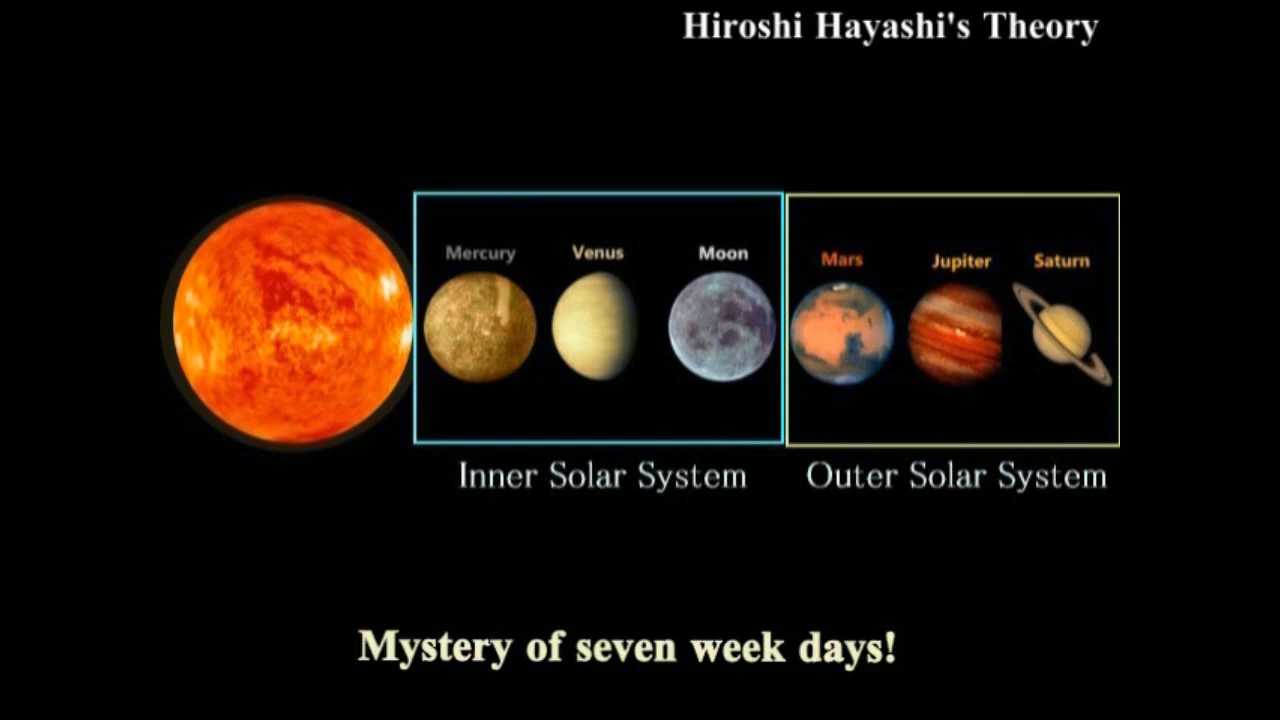 Hiroshi Hayashi's Theory
Mercury Venus Moon Mars Jupiter Saturn
Inner Solar System Outer Solar System
Mystery of seven week days!